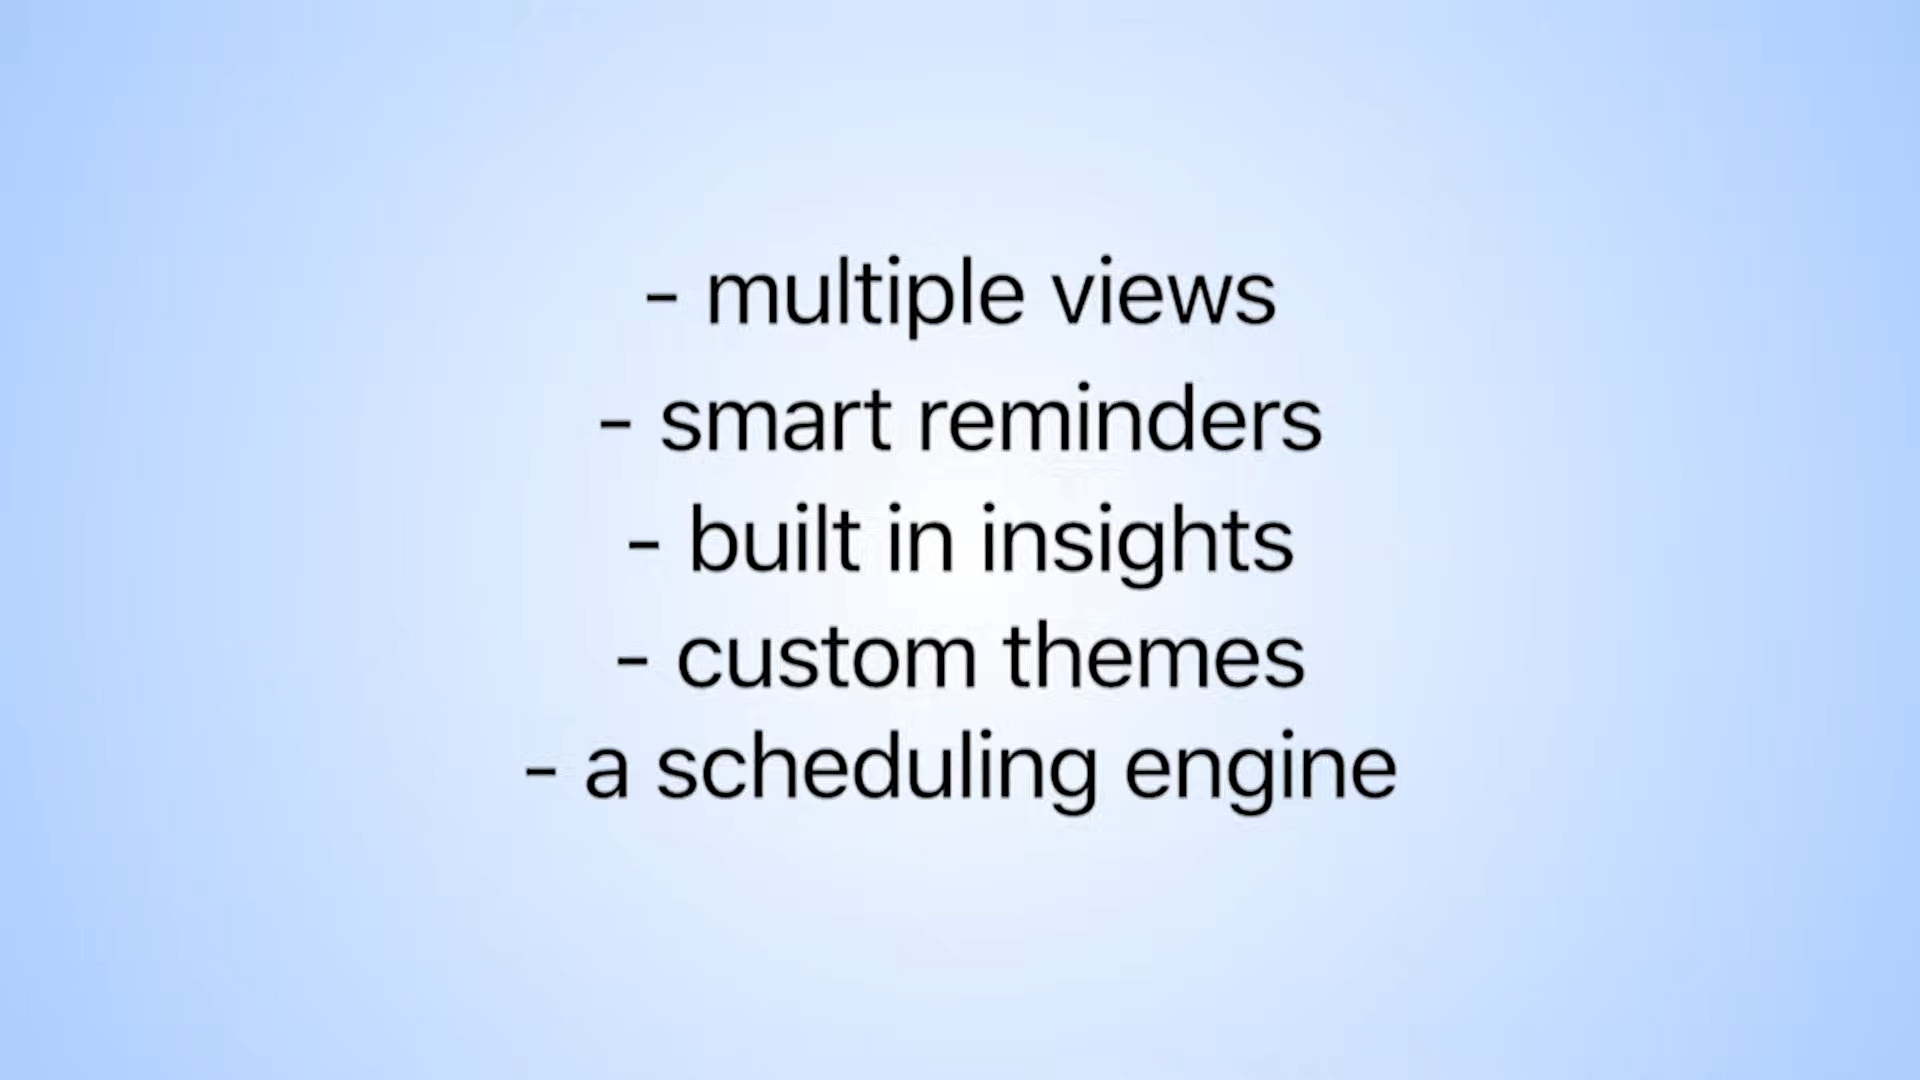 - multiple views
- smart reminders
- built in insights
- custom themes
- a scheduling engine